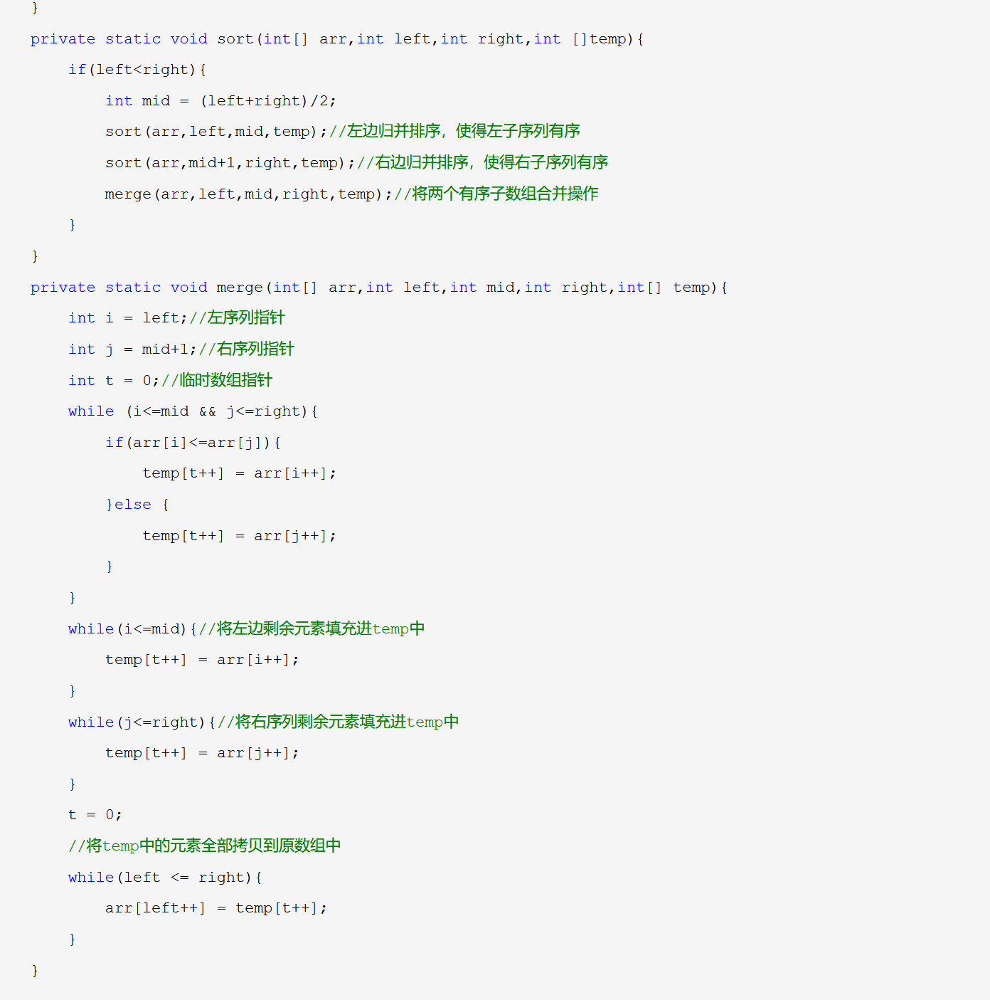 }
private static void sort(int[] arr,int left,int right,int []temp){
if(left<right){
int mid = (left+right)/2;
sort(arr,left,mid,temp);//左边归并排序，使得左子序列有序
sort(arr,mid+1,right,temp);//右边归并排序，使得右子序列有序
merge(arr,left,mid,right,temp);//将两个有序子数组合并操作
}
}
private static void merge(int[] arr,int left,int mid,int right,int[] temp){
int i = left;//左序列指针
int j = mid+1;//右序列指针
int t = 0;//临时数组指针
while (i<=mid && j<=right){
if(arr[i]<=arr[j]){
temp[t++] = arr[i++];
}else {
temp[t++] = arr[j++];
}
}
while(i<=mid){//将左边剩余元素填充进temp中
temp[t++] = arr[i++];
}
while(j<=right){//将右序列剩余元素填充进temp中
temp[t++] = arr[j++];
}
t = 0;
//将temp中的元素全部拷贝到原数组中
while(left <= right){
arr[left++] = temp[t++];
}
}